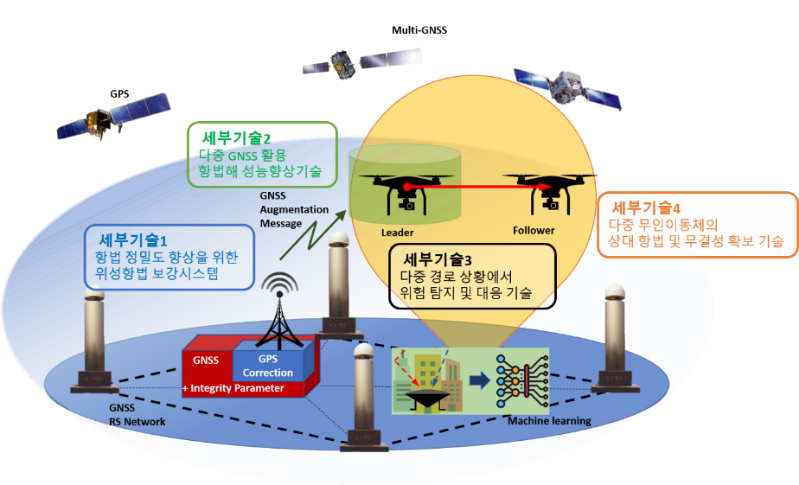 Multi-GNSS
GPS
세부기술2
다중 GNSS 활용
항법해 성능향상기술
GNSS
Augmentation
Message
Leader
Follower
세부기술4
다중 무인이동체의
상대 항법 및 무결성 확보 기술
세부기술1
항법 정밀도 향상을 위한
위성항법 보강시스템
세부기술3
다중 경로 상황에서
위험 탐지 및 대응 기술
GNSS
GPS
Correction
+ Integrity Parameter
GNSS
RS Network
Machine learning